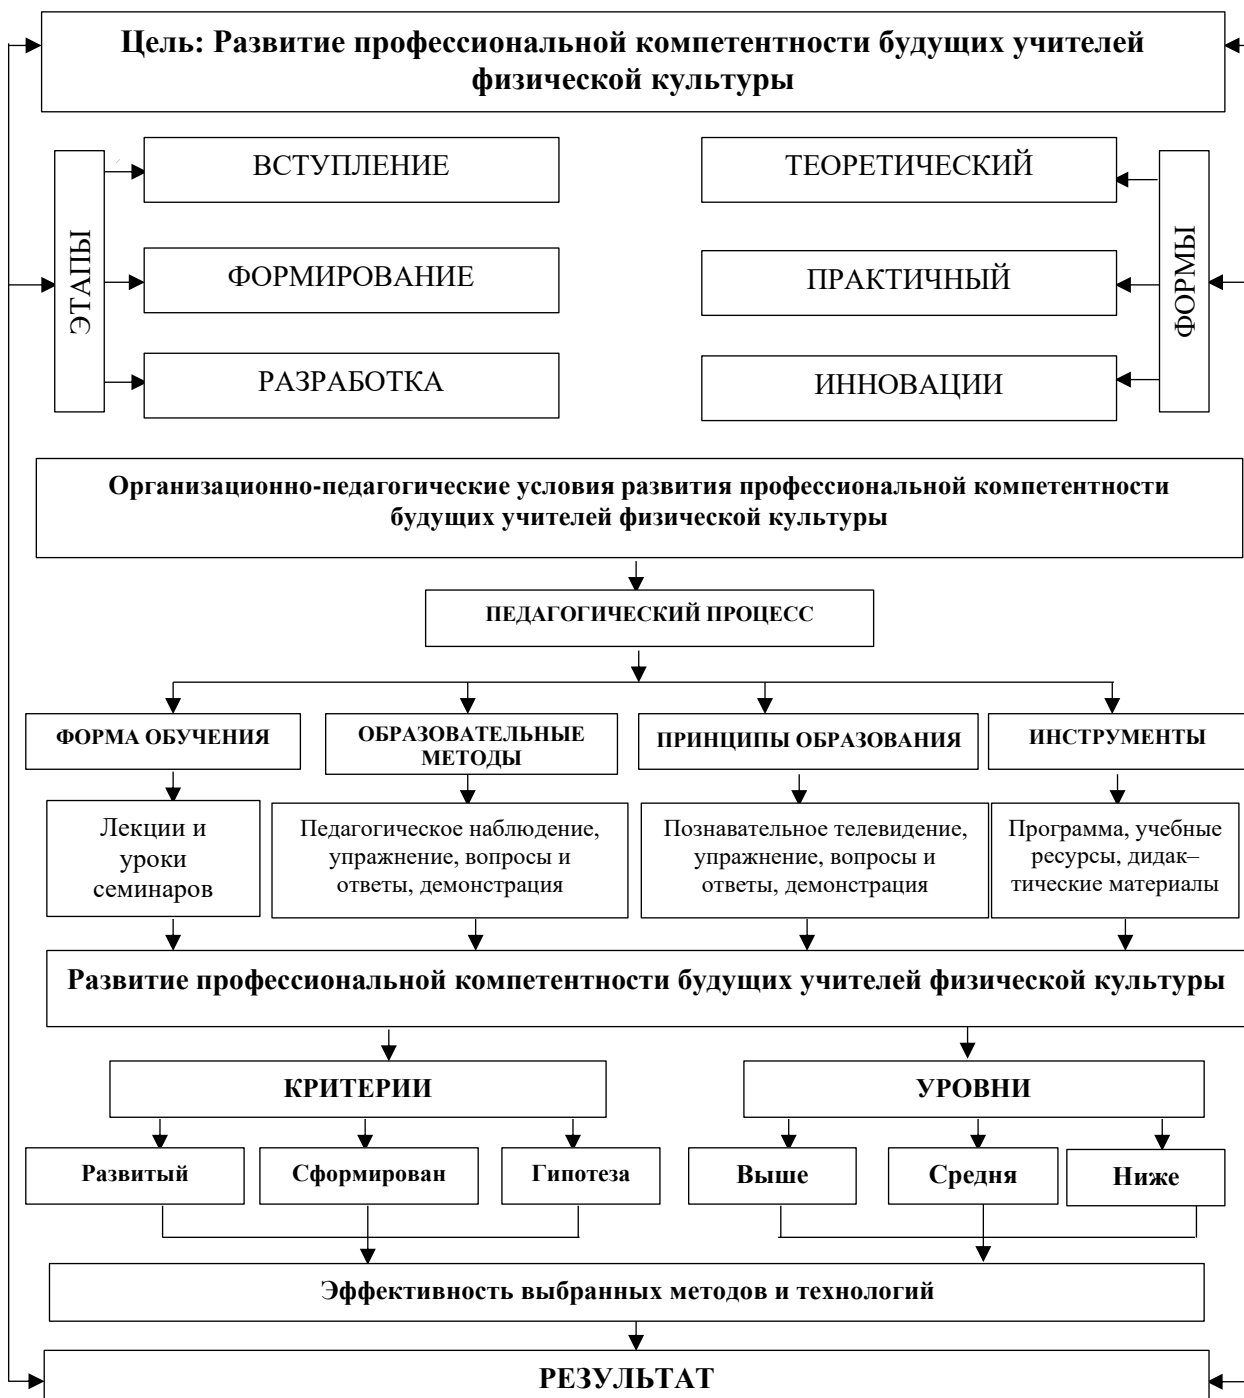 Цель: Развитие профессиональной компетентности будущих учителей
физической культуры
ЭТАПЫ
ВСТУПЛЕНИЕ
ФОРМИРОВАНИЕ
РАЗРАБОТКА
ТЕОРЕТИЧЕСКИЙ
ПРАКТИЧНЫЙ
ИННОВАЦИИ
ФОРМЫ
Организационно-педагогические условия развития профессиональной компетентности
будущих учителей физической культуры
ПЕДАГОГИЧЕСКИЙ ПРОЦЕСС
ФОРМА ОБУЧЕНИЯ
ОБРАЗОВАТЕЛЬНЫЕ
МЕТОДЫ
ПРИНЦИПЫ ОБРАЗОВАНИЯ
ИНСТРУМЕНТЫ
Лекции и
уроки
семинаров
Педагогическое наблюдение,
упражнение, вопросы и
ответы, демонстрация
Познавательное телевидение,
упражнение, вопросы и
ответы, демонстрация
Программа, учебные
ресурсы, дидак–
тические материалы
Развитие профессиональной компетентности будущих учителей физической культуры
КРИТЕРИИ
УРОВНИ
Развитый
Сформирован
Гипотеза
Выше
Средня
Ниже
Эффективность выбранных методов и технологий
РЕЗУЛЬТАТ